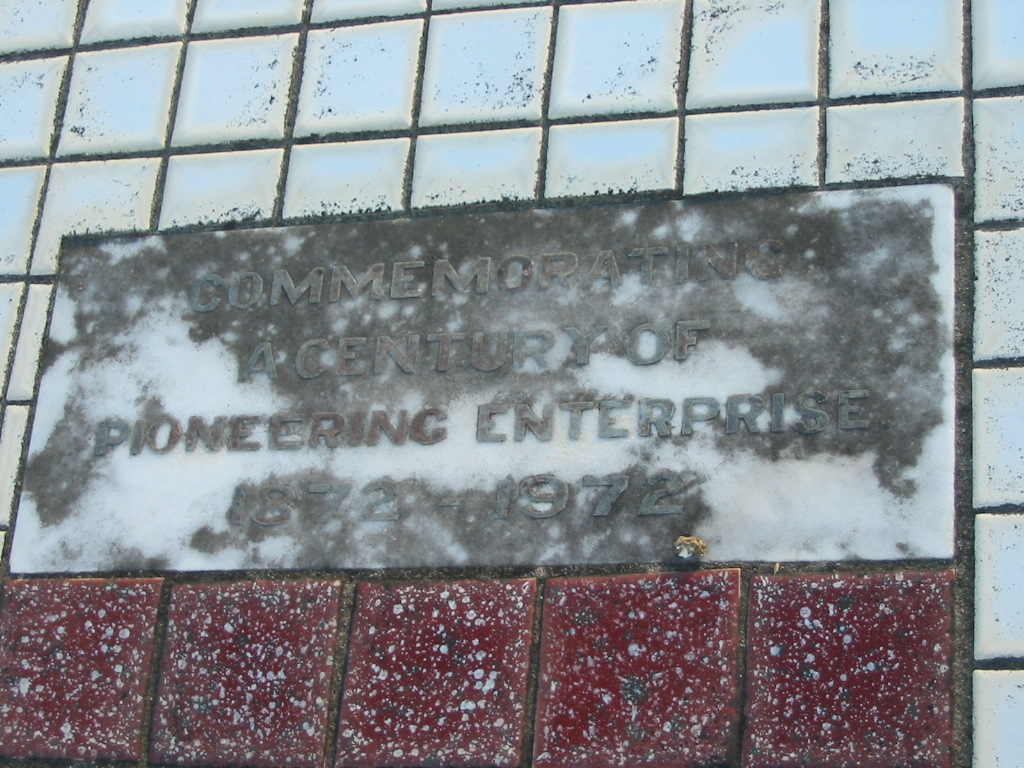 COMMEMORATING
A CENTURY OF
PIONEERING ENTERPRISE
1872 - 1972